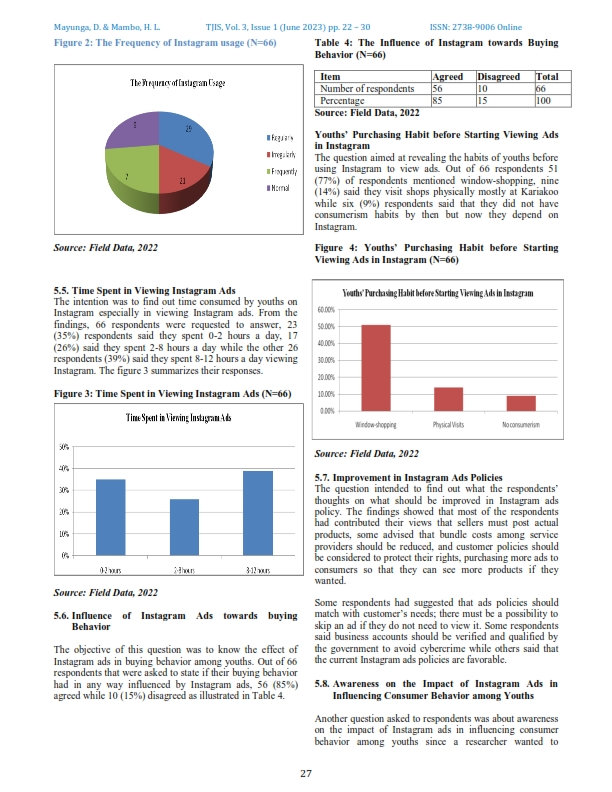 Mayunga, D. & Mambo, H. L. TJIS, Vol. 3, Issue 1 (June 2023) pp. 22 – 30 ISSN: 2738-9006 Online
Figure 2: The Frequency of Instagram usage (N=66)
The Frequency of Instagram Usage
8
29
7
21
Regularly
Irregularly
Frequently
Normal
Source: Field Data, 2022
5.5. Time Spent in Viewing Instagram Ads
The intention was to find out time consumed by youths on
Instagram especially in viewing Instagram ads. From the
findings, 66 respondents were requested to answer, 23
(35%) respondents said they spent 0-2 hours a day, 17
(26%) said they spent 2-8 hours a day while the other 26
respondents (39%) said they spent 8-12 hours a day viewing
Instagram. The figure 3 summarizes their responses.
Figure 3: Time Spent in Viewing Instagram Ads (N=66)
Time Spent in Viewing Instagram Ads
50%
40%
30%
20%
10%
0%
0-2 hours 2-8 hours 8-12 hours
Source: Field Data, 2022
5.6. Influence of Instagram Ads towards buying
Behavior
The objective of this question was to know the effect of
Instagram ads in buying behavior among youths. Out of 66
respondents that were asked to state if their buying behavior
had in any way influenced by Instagram ads, 56 (85%)
agreed while 10 (15%) disagreed as illustrated in Table 4.
Table 4: The Influence of Instagram towards Buying
Behavior (N=66)
Item Agreed Disagreed Total
Number of respondents 56 10 66
Percentage 85 15 100
Source: Field Data, 2022
Youths' Purchasing Habit before Starting Viewing Ads
in Instagram
The question aimed at revealing the habits of youths before
using Instagram to view ads. Out of 66 respondents 51
(77%) of respondents mentioned window-shopping, nine
(14%) said they visit shops physically mostly at Kariakoo
while six (9%) respondents said that they did not have
consumerism habits by then but now they depend on
Instagram.
Figure 4: Youths' Purchasing Habit before Starting
Viewing Ads in Instagram (N=66)
Youths' Purchasing Habit before Starting Viewing Ads in Instagram
60.00%
50.00%
40.00%
30.00%
20.00%
10.00%
0.00%
Window-shopping Physical Visits No consumerism
Source: Field Data, 2022
5.7. Improvement in Instagram Ads Policies
The question intended to find out what the respondents'
thoughts on what should be improved in Instagram ads
policy. The findings showed that most of the respondents
had contributed their views that sellers must post actual
products, some advised that bundle costs among service
providers should be reduced, and customer policies should
be considered to protect their rights, purchasing more ads to
consumers so that they can see more products if they
wanted.
Some respondents had suggested that ads policies should
match with customer's needs; there must be a possibility to
skip an ad if they do not need to view it. Some respondents
said business accounts should be verified and qualified by
the government to avoid cybercrime while others said that
the current Instagram ads policies are favorable.
5.8. Awareness on the Impact of Instagram Ads in
Influencing Consumer Behavior among Youths
Another question asked to respondents was about awareness
on the impact of Instagram ads in influencing consumer
behavior among youths since a researcher wanted to
27